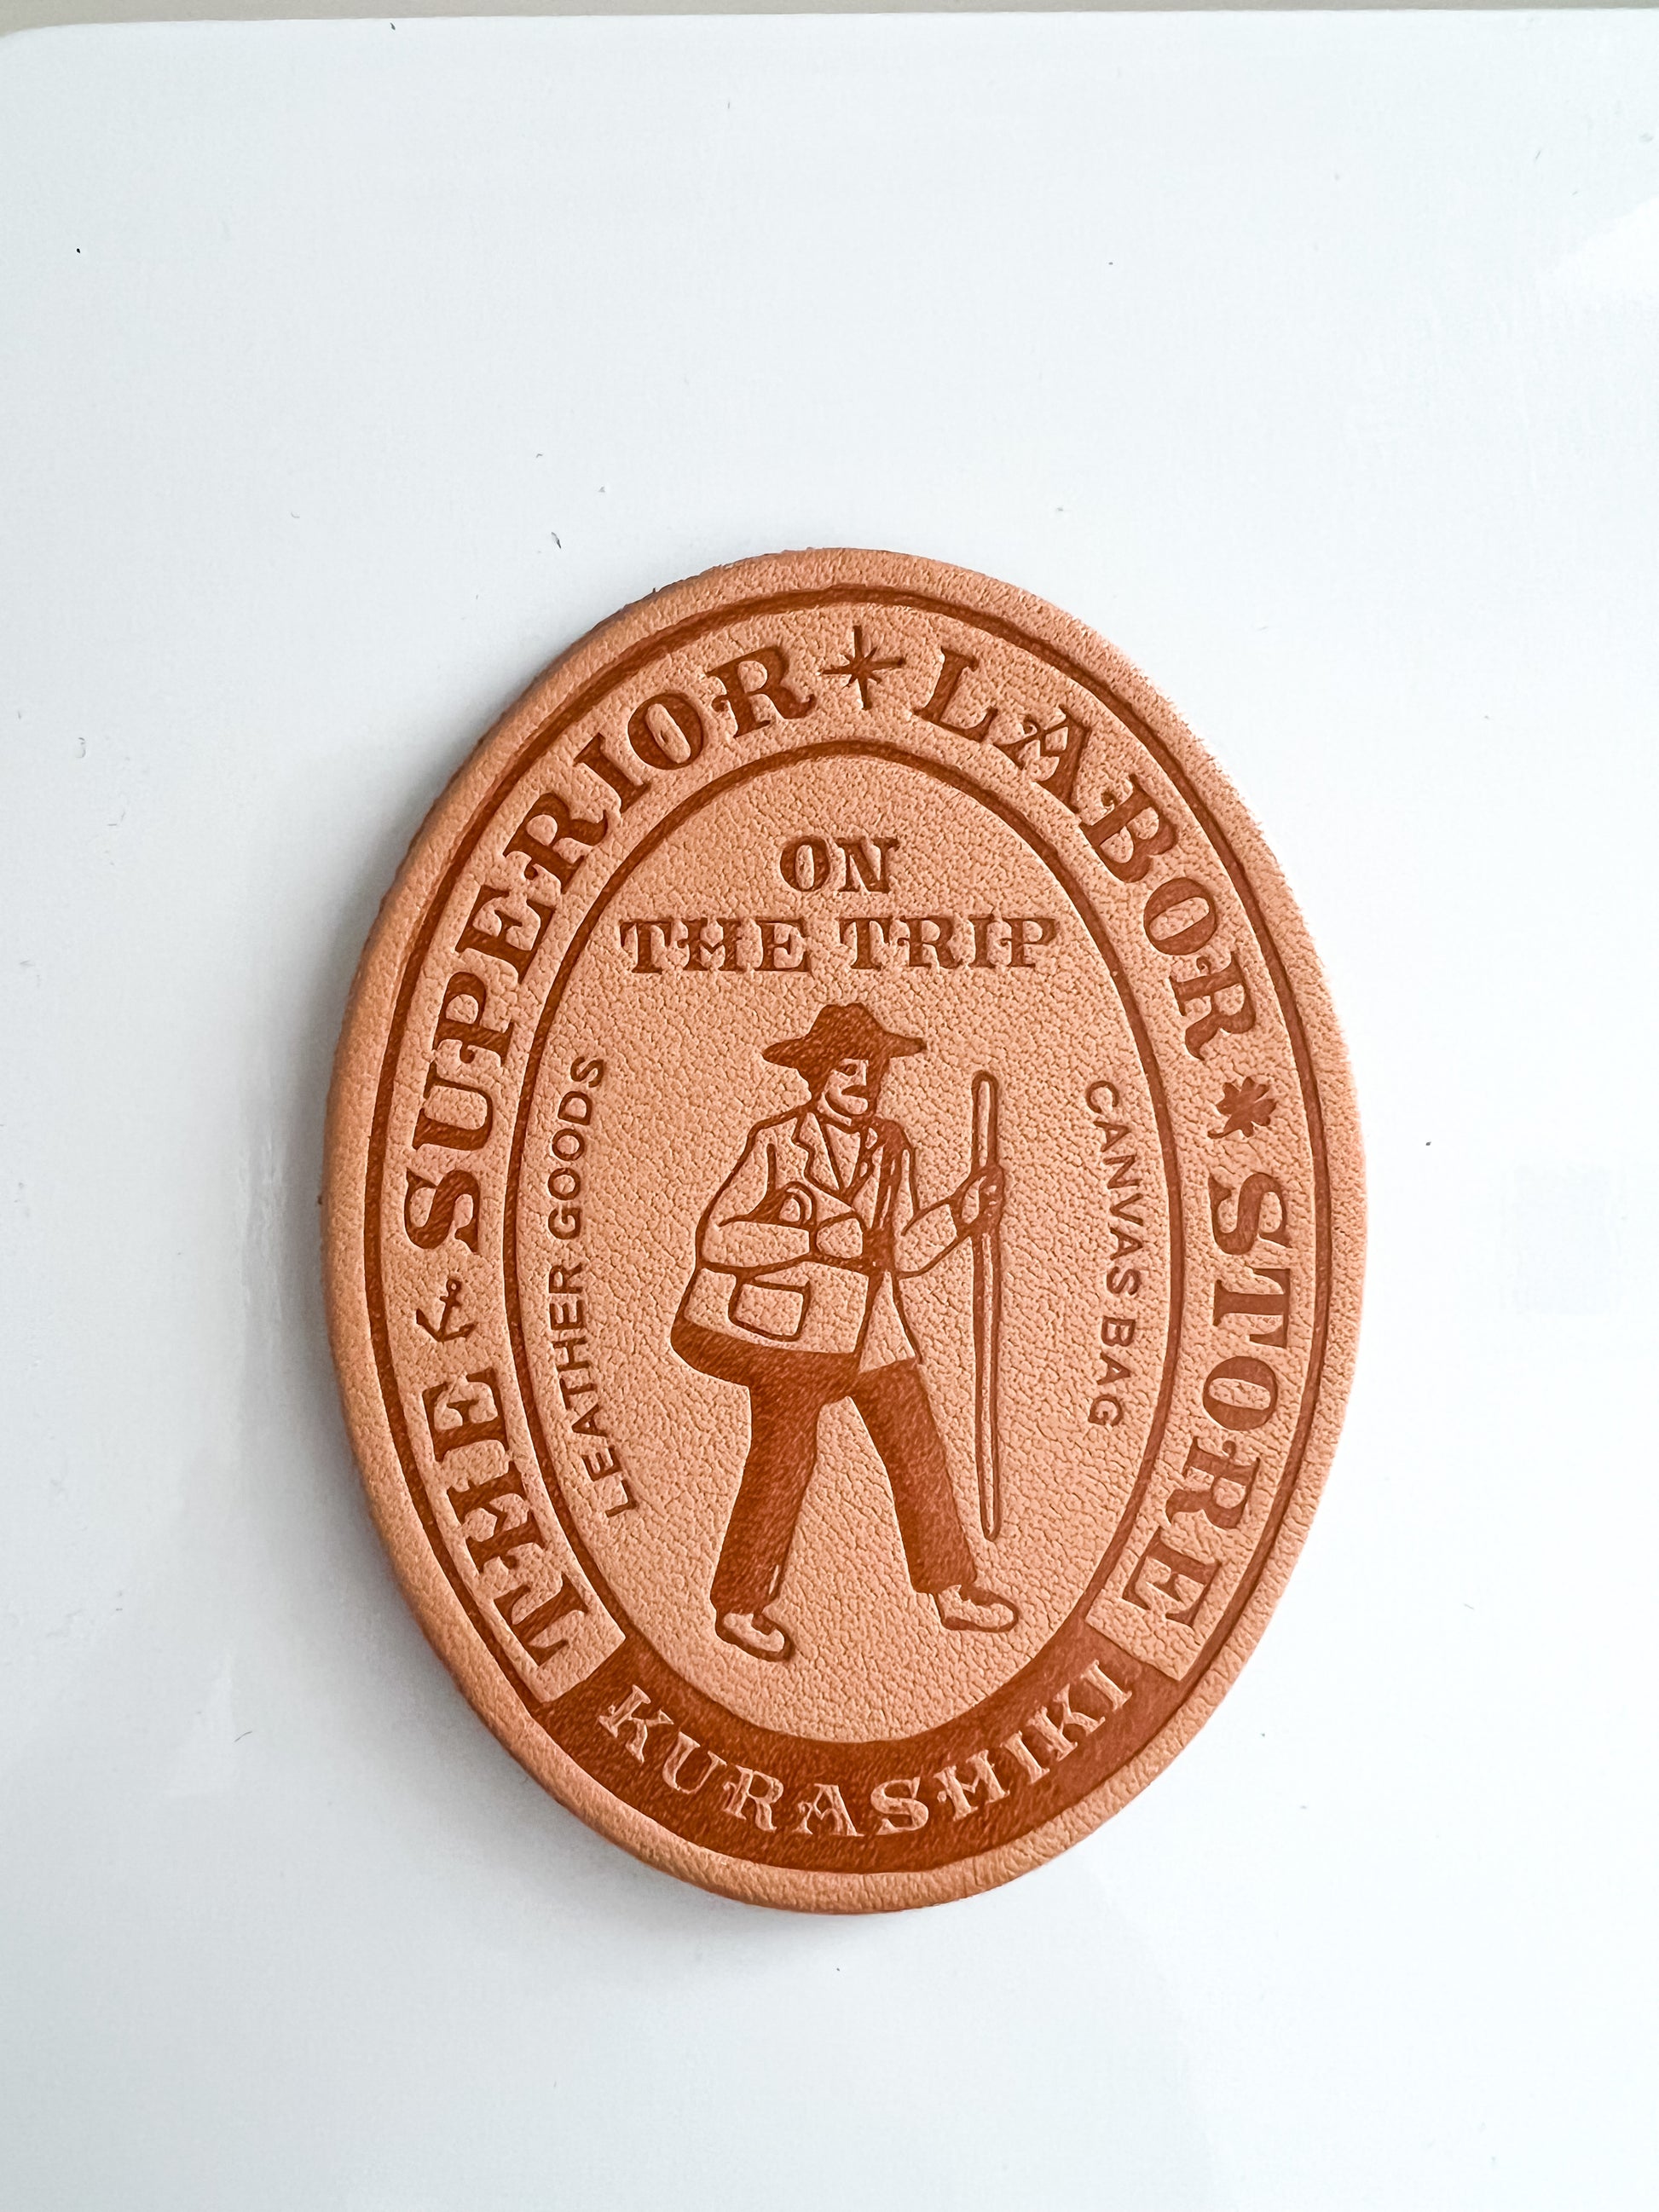 THE SUPERIOR LABOR STORE
ON
THE TRIP
LEATHER GOODS
CANVAS BAG
KURASHIKI